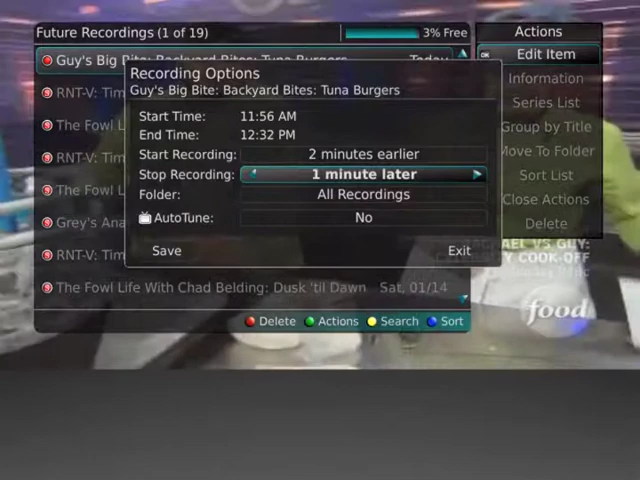 Future Recordings (1 of 19)
3% Free
Guy's Big Bite: Backyard Bites: Tuna Burgers
Today
RNT-V: Tim
The Fowl L
RNT-V: Tim
The Fowl L
Grey's Ana
RNT-V: Tim
The Fowl Life With Chad Belding: Dusk 'til Dawn Sat, 01/14
Delete Actions Search Sort
Recording Options
Guy's Big Bite: Backyard Bites: Tuna Burgers
Start Time: 11:56 AM
End Time: 12:32 PM
Start Recording: 2 minutes earlier
Stop Recording: 1 minute later
Folder: All Recordings
AutoTune: No
Save Exit
Actions
OK Edit Item
Information
Series List
Group by Title
Move To Folder
Sort List
Close Actions
Delete
VS GUY:
COOK-OFF
food